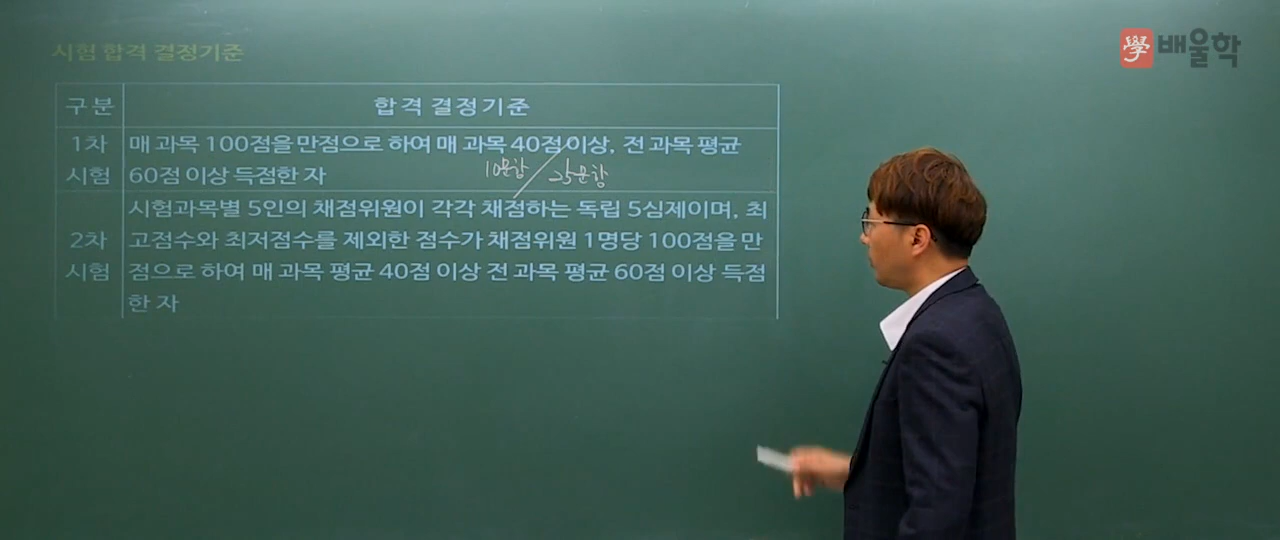 시험 합격 결정기준
學 배울학
구분 합격 결정기준
1차 시험 매 과목 100점을 만점으로 하여 매 과목 40점 이상, 전 과목 평균
60점 이상 득점한 자
10문항 / 25문항
2차 시험 시험과목별 5인의 채점위원이 각각 채점하는 독립 5심제이며, 최
고점수와 최저점수를 제외한 점수가 채점위원 1명당 100점을 만
점으로 하여 매 과목 평균 40점 이상 전 과목 평균 60점 이상 득점
한 자